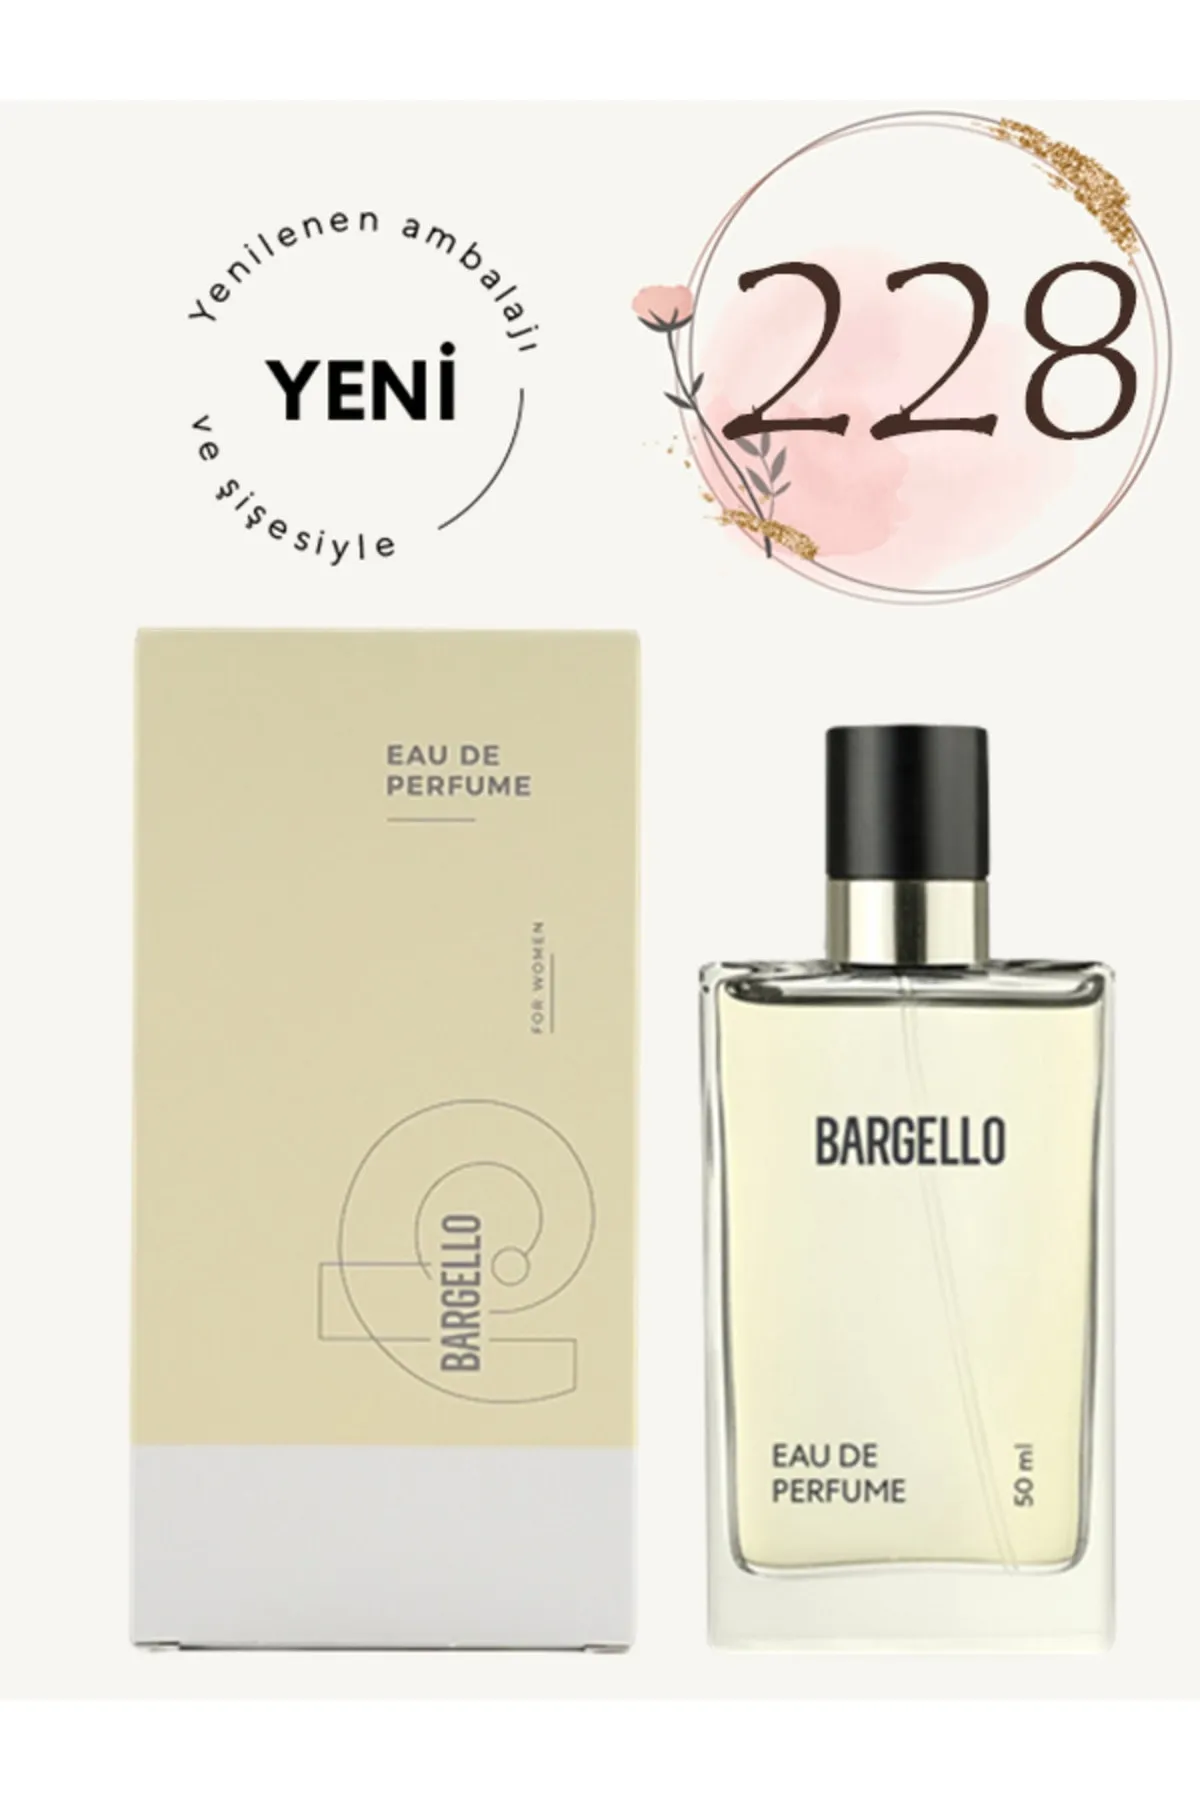 Yenilenen ambalajı
YENİ
ve şişesiyle
228
EAU DE
PERFUME
FOR WOMEN
BARGELLO
BARGELLO
EAU DE
PERFUME
50 ml